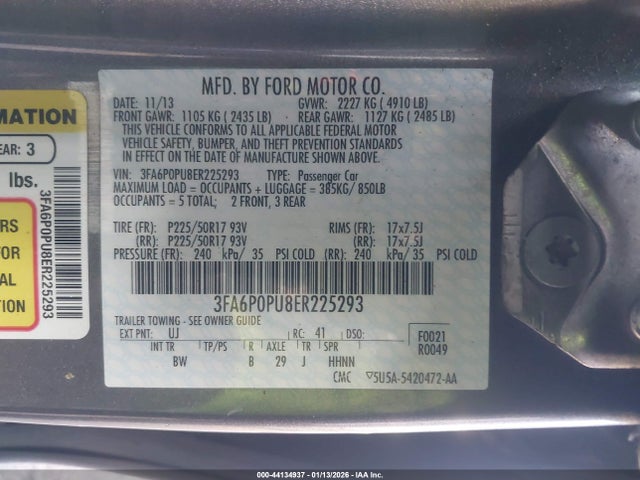 MFD. BY FORD MOTOR CO.
DATE: 11/13 GVWR: 2227 KG ( 4910 LB)
FRONT GAWR: 1105 KG ( 2435 LB) REAR GAWR: 1127 KG ( 2485 LB)
THIS VEHICLE CONFORMS TO ALL APPLICABLE FEDERAL MOTOR
VEHICLE SAFETY, BUMPER, AND THEFT PREVENTION STANDARDS
IN EFFECT ON THE DATE OF MANUFACTURE SHOWN ABOVE.
VIN: 3FA6P0PU8ER225293 TYPE: Passenger Car
MAXIMUM LOAD = OCCUPANTS + LUGGAGE = 385KG/850LB
OCCUPANTS = 5 TOTAL; 2 FRONT, 3 REAR
TIRE (FR): P225/50R17 93V RIMS (FR): 17x7.5J
(RR): P225/50R17 93V (RR): 17x7.5J
PRESSURE (FR): 240 kPa/ 35 PSI COLD (RR): 240 kPa/ 35 PSI COLD
3FA6P0PU8ER225293
TRAILER TOWING - SEE OWNER GUIDE
EXT PNT: UJ RC: 41 DSO: F0021
R0049
INT TR TP/PS R AXLE TR SPR
BW B 29 J HHNN
CMC ▽5U5A-5420472-AA
MATION
EAR: 3
lbs.
3FA6P0PU8ER225293
ERS
TOR
AL
IONS
000-44134937 - 01/13/2026 - IAA Inc.